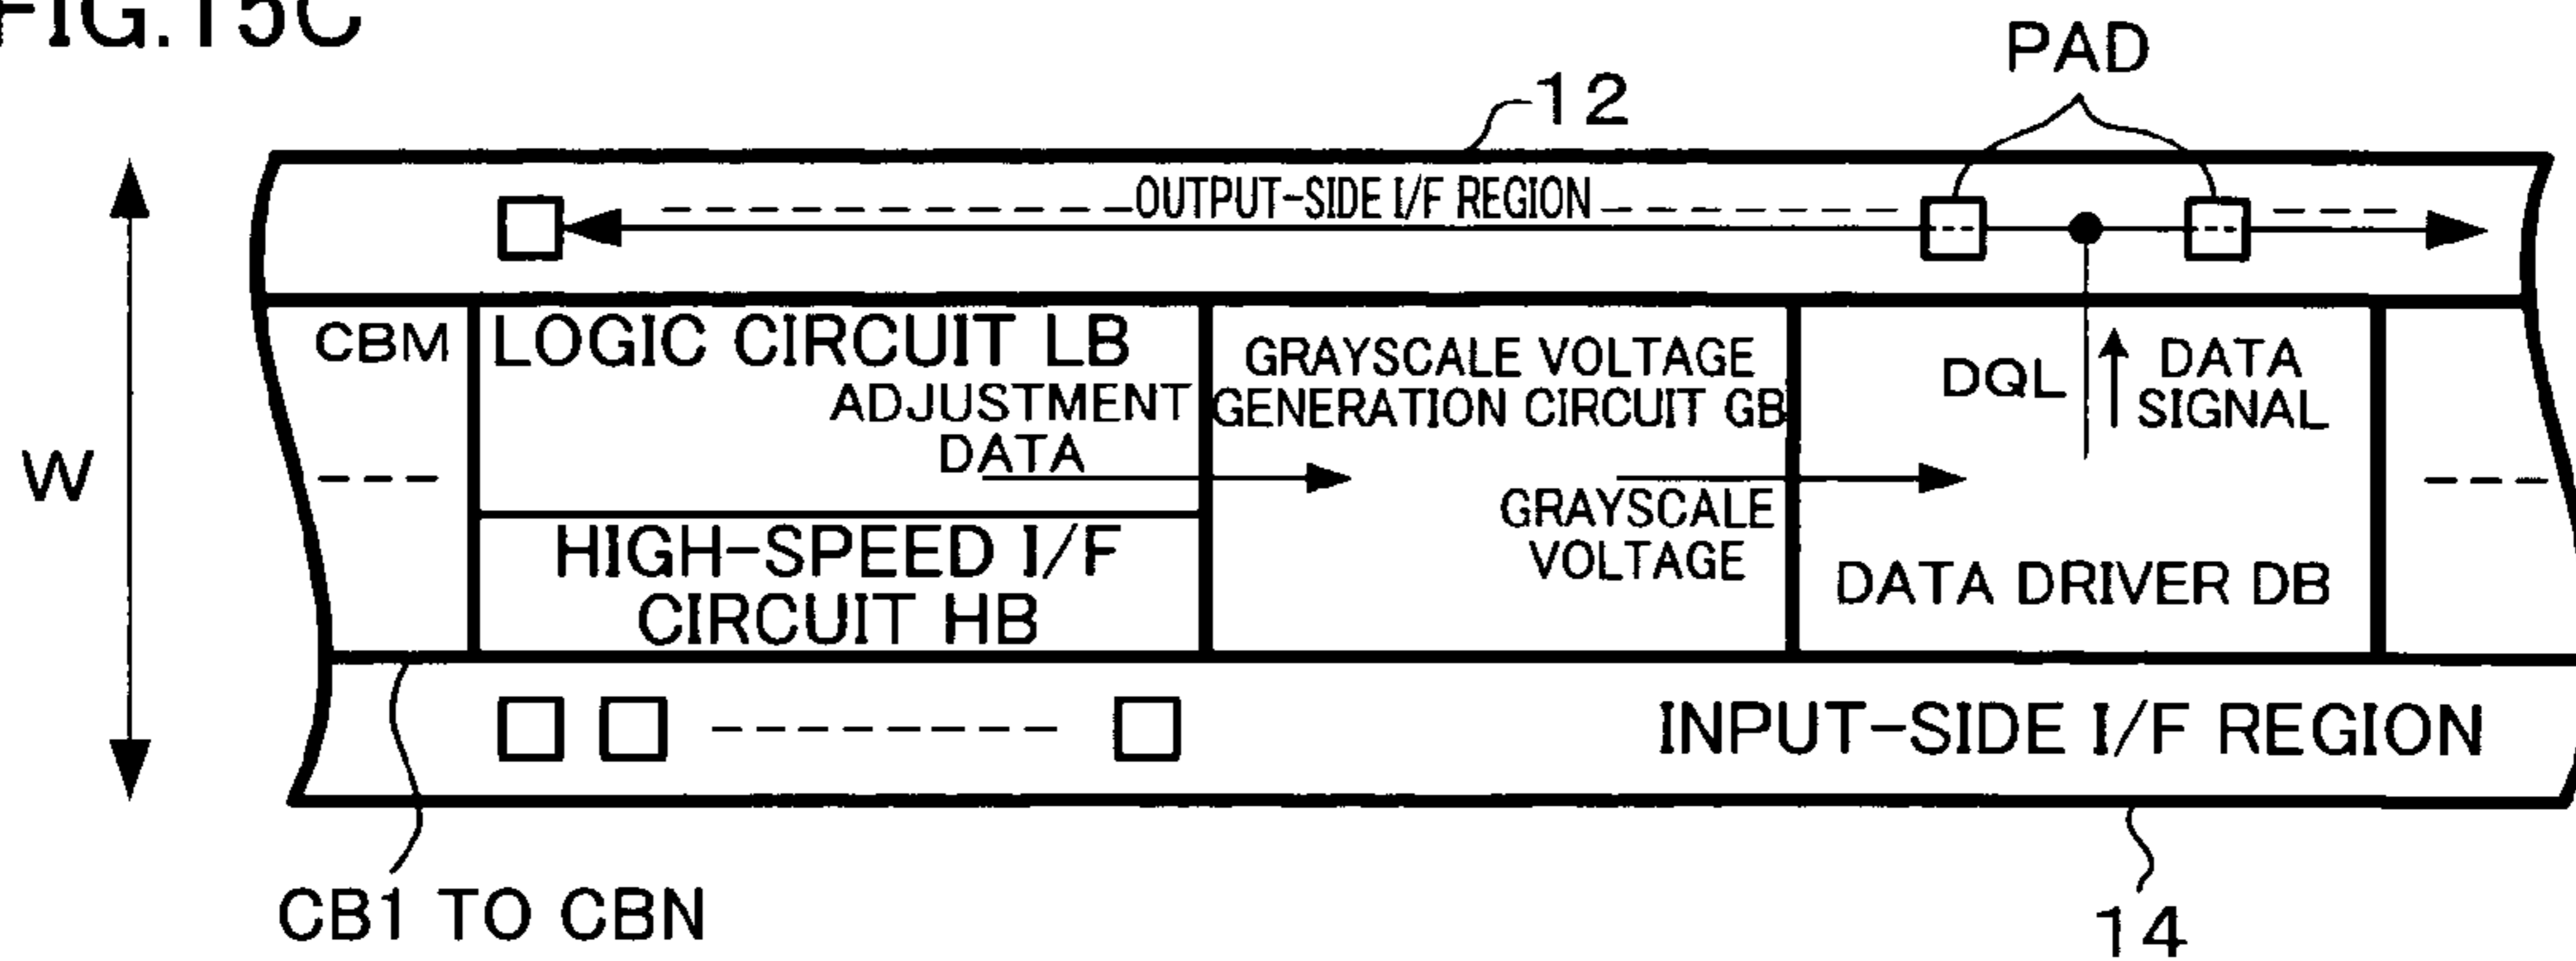 FIG.15C
PAD
12
OUTPUT-SIDE I/F REGION
W
CBM
LOGIC CIRCUIT LB
ADJUSTMENT
DATA
HIGH-SPEED I/F
CIRCUIT HB
GRAYSCALE VOLTAGE
GENERATION CIRCUIT GB
GRAYSCALE
VOLTAGE
DQL
DATA
SIGNAL
DATA DRIVER DB
INPUT-SIDE I/F REGION
CB1 TO CBN
14